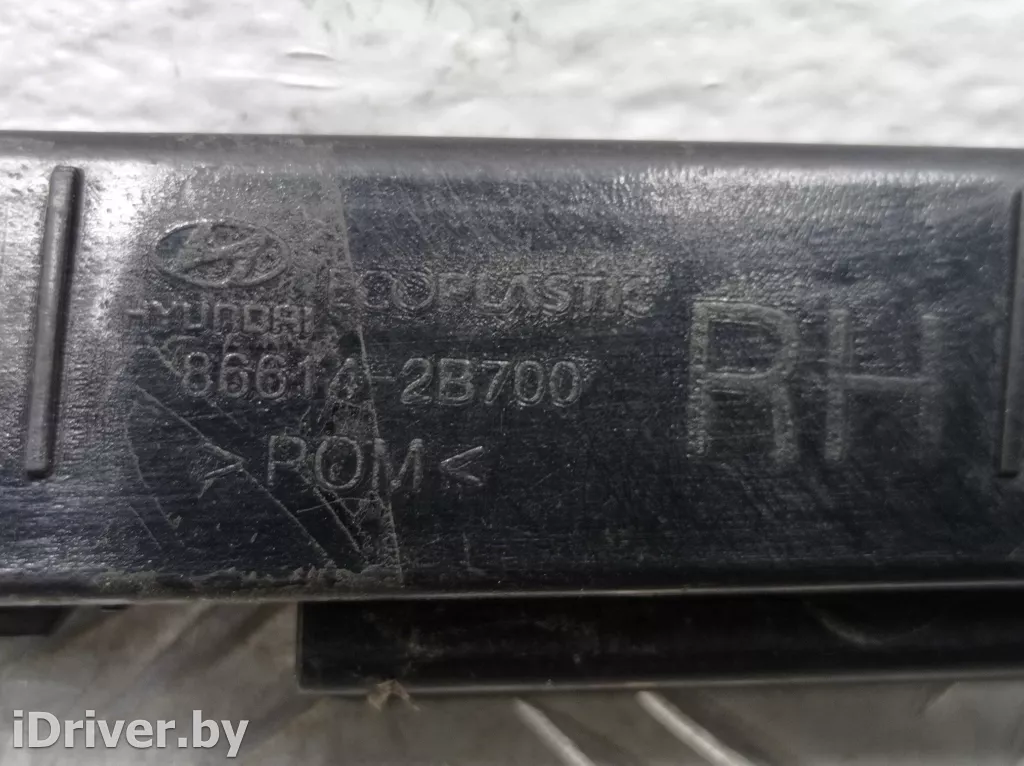 HYUNDAI
ECOPLASTIC
86614-2B700
>POM<
RH
iDriver.by